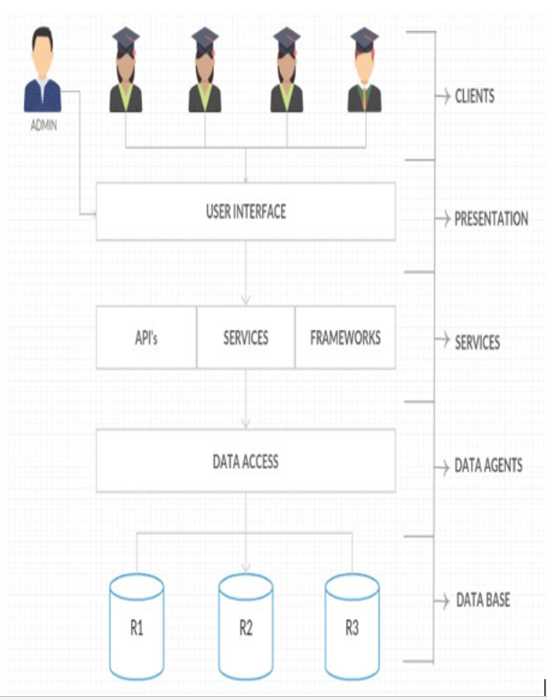 ADMIN
CLIENTS
USER INTERFACE
PRESENTATION
API's
SERVICES
FRAMEWORKS
SERVICES
DATA ACCESS
DATA AGENTS
R1
R2
R3
DATA BASE